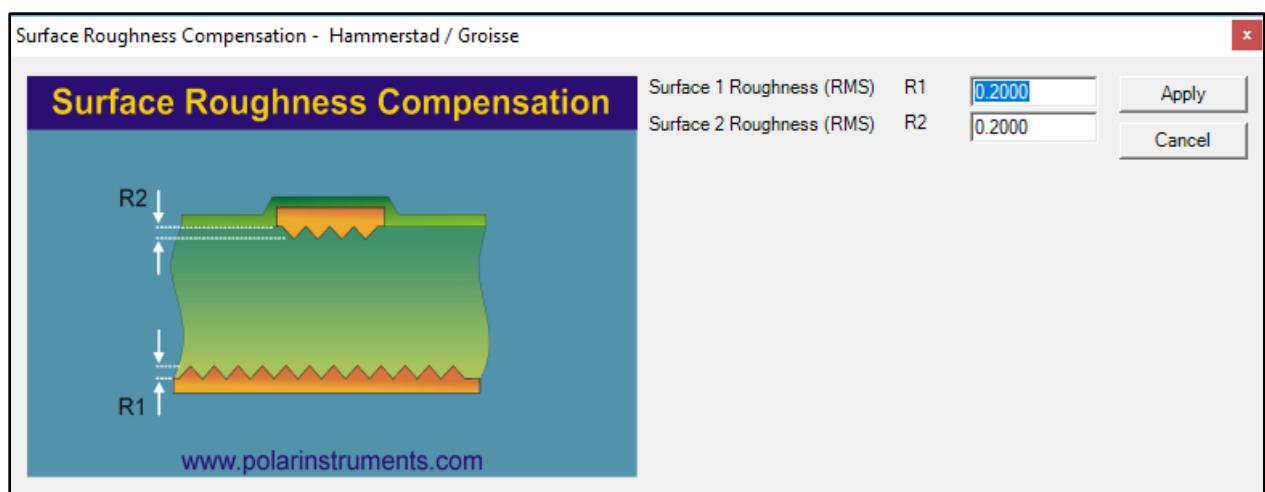 Surface Roughness Compensation - Hammerstad / Groisse
x
Surface Roughness Compensation
R2
R1
www.polarinstruments.com
Surface 1 Roughness (RMS) R1 0.2000
Surface 2 Roughness (RMS) R2 0.2000
Apply
Cancel